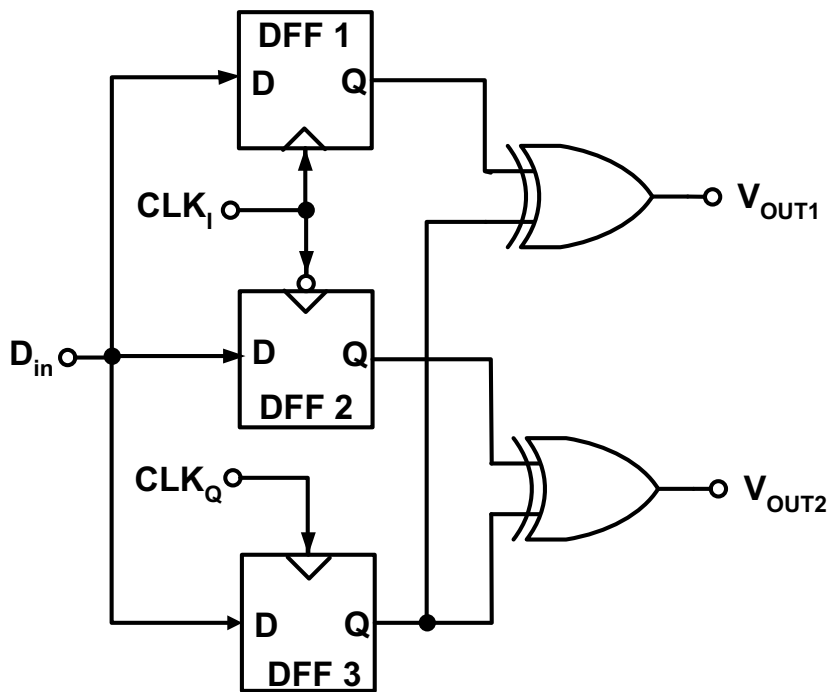 DFF 1
D Q
CLK_I
V_OUT1
D_in
D Q
DFF 2
CLK_Q
V_OUT2
D Q
DFF 3